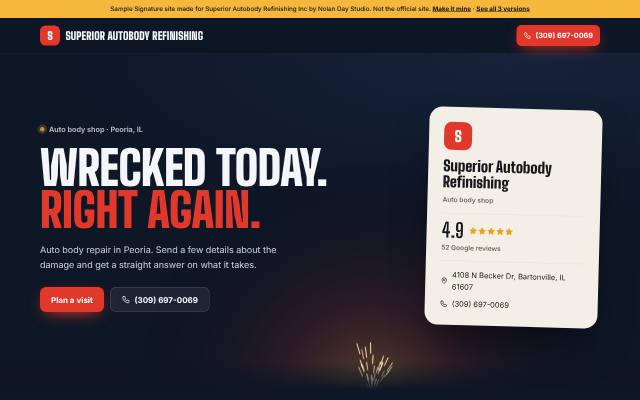 Sample Signature site made for Superior Autobody Refinishing Inc by Nolan Day Studio. Not the official site. Make it mine · See all 3 versions
S SUPERIOR AUTOBODY REFINISHING
(309) 697-0069
Auto body shop · Peoria, IL
WRECKED TODAY.
RIGHT AGAIN.
Auto body repair in Peoria. Send a few details about the
damage and get a straight answer on what it takes.
Plan a visit
(309) 697-0069
S
Superior Autobody
Refinishing
Auto body shop
4.9
52 Google reviews
4108 N Becker Dr, Bartonville, IL
61607
(309) 697-0069